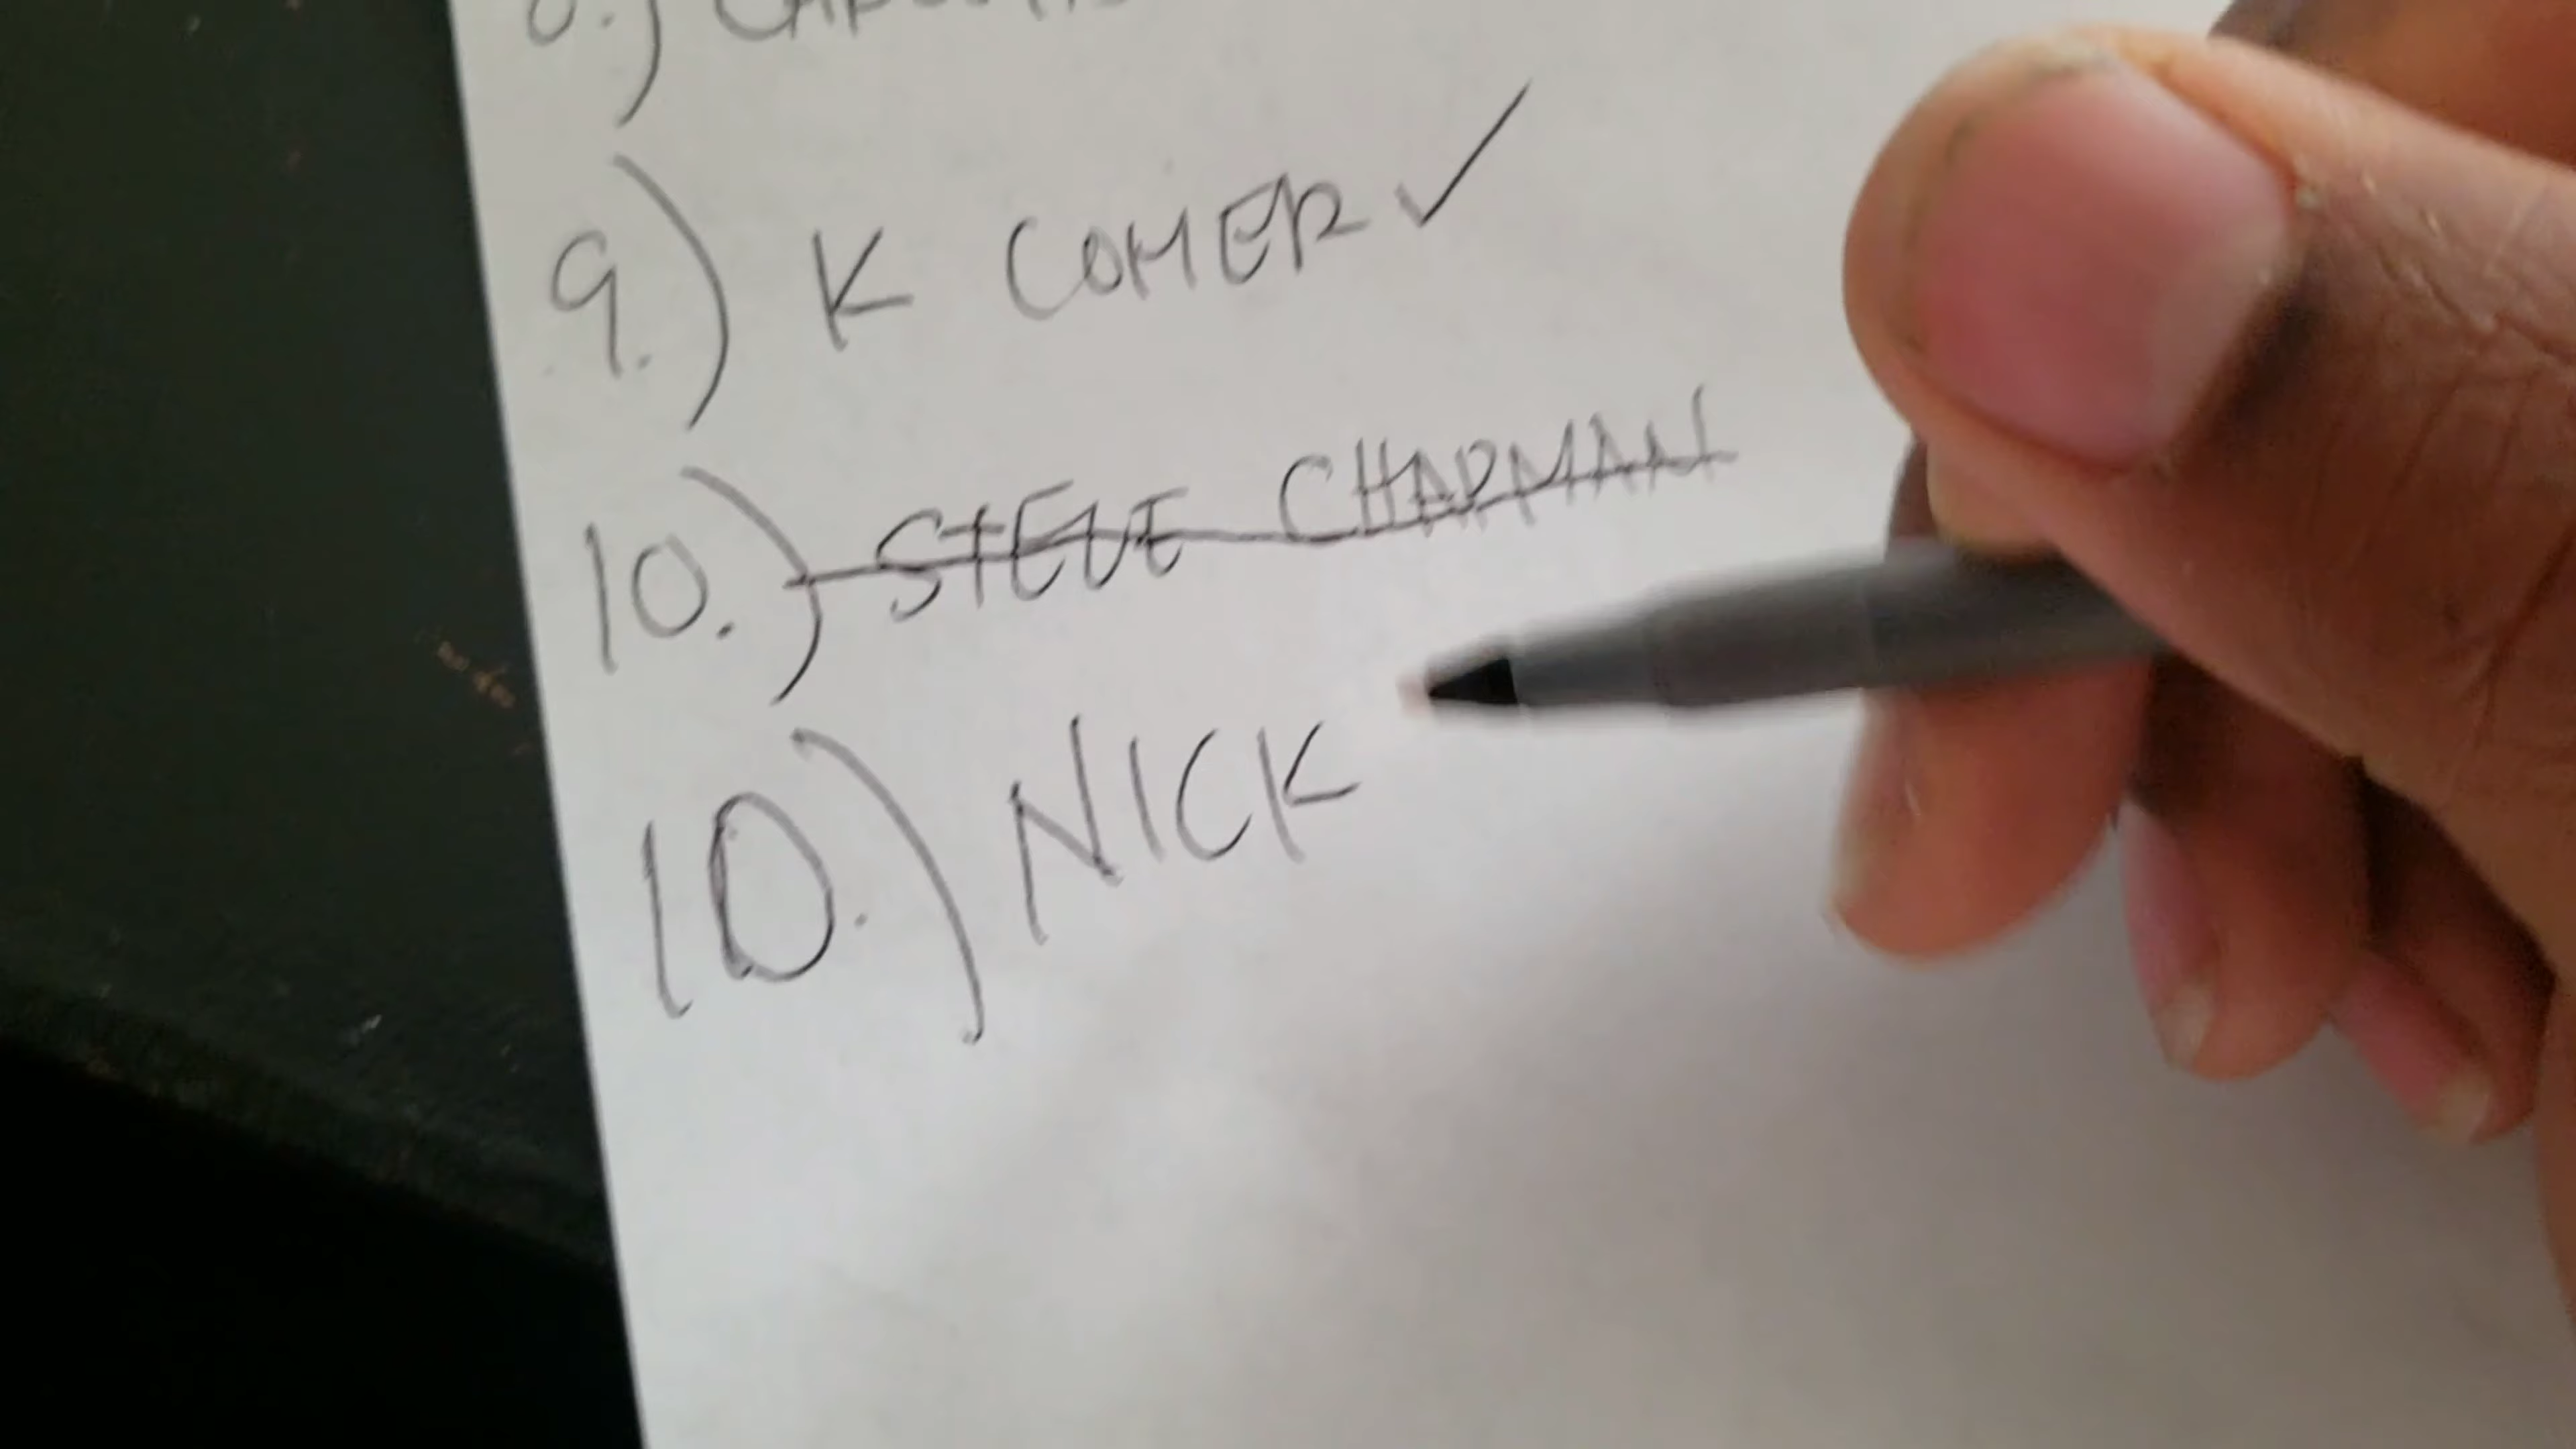 9.) K COMER ✓
10.) STEVE CHAPMAN
10.) NICK